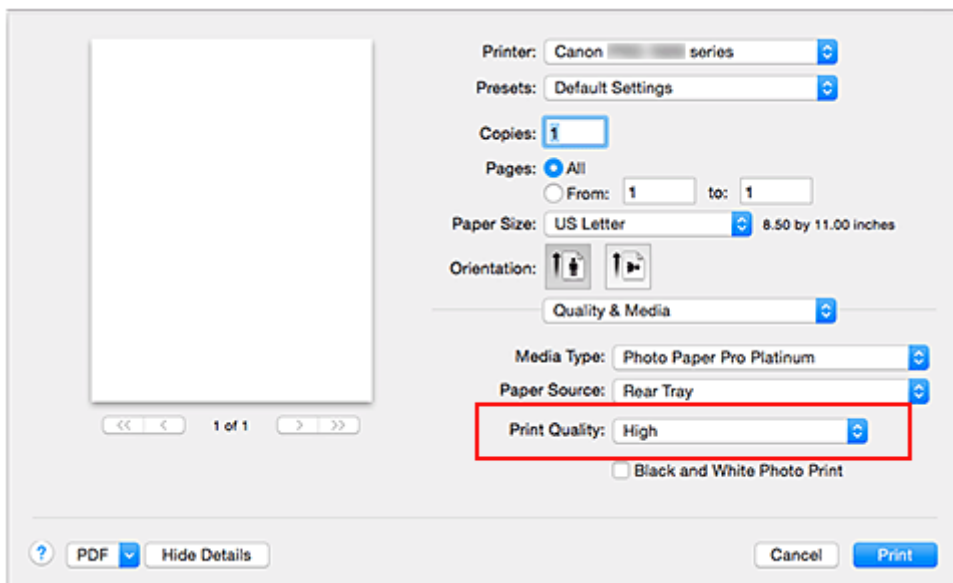 Printer: Canon series
Presets: Default Settings
Copies: 1
Pages: All
From: 1 to: 1
Paper Size: US Letter 8.50 by 11.00 inches
Orientation:
Quality & Media
Media Type: Photo Paper Pro Platinum
Paper Source: Rear Tray
Print Quality: High
Black and White Photo Print
1 of 1
? PDF Hide Details Cancel Print